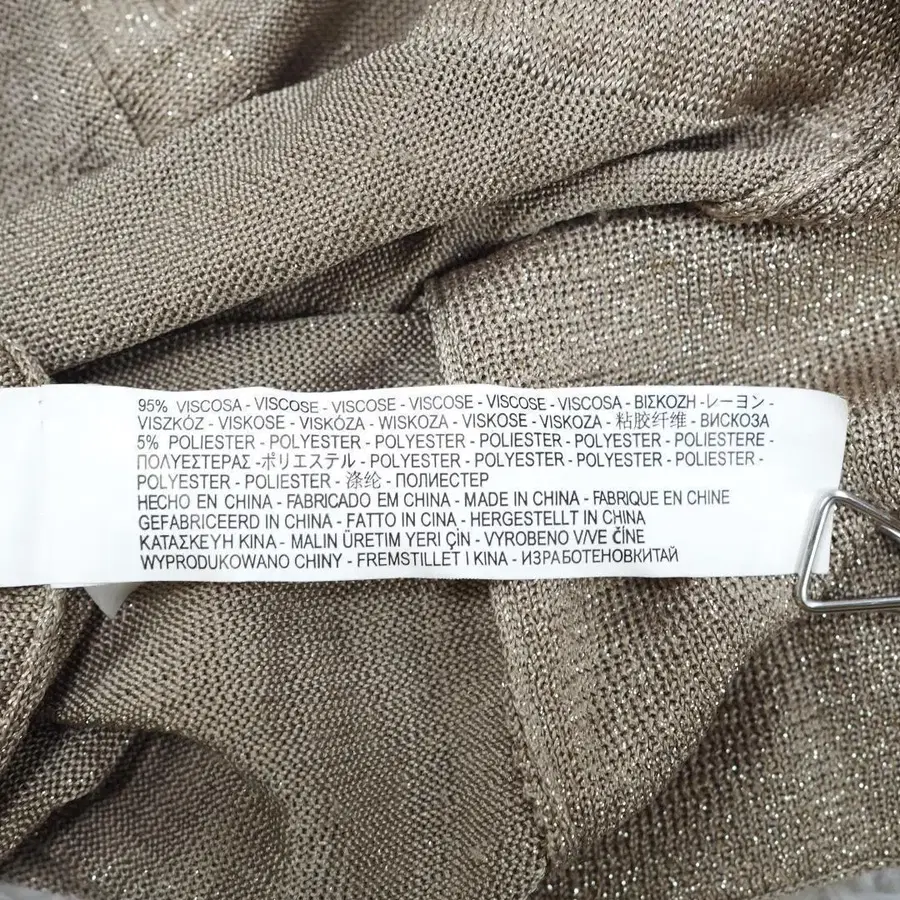 95% VISCOSA - VISCOSE - VISCOSE - VISCOSE - VISCOSE - VISCOSA - ΒΙΣΚΟΖΗ - レーヨン -
VISZKÓZ - VISKOSE - VISKÓZA - WISKOZA - VISKOSE - VISKOZA - 粘胶纤维 - ВИСКОЗА
5% POLIESTER - POLYESTER - POLYESTER - POLIESTER - POLYESTER - POLIESTERE -
ΠΟΛΥΕΣΤΕΡΑΣ -ポリエステル - POLYESTER - POLYESTER - POLYESTER - POLIESTER -
POLYESTER - POLIESTER - 涤纶 - ПОЛИЕСТЕР
HECHO EN CHINA - FABRICADO EM CHINA - MADE IN CHINA - FABRIQUE EN CHINE
GEFABRICEERD IN CHINA - FATTO IN CINA - HERGESTELLT IN CHINA
ΚΑΤΑΣΚΕΥΗ ΚΙΝΑ - MALIN ÜRETIM YERI ÇIN - VYROBENO V/VE ČÍNE
WYPRODUKOWANO CHINY - FREMSTILLET I KINA - ИЗРАБОТЕНОВКИТАЙ